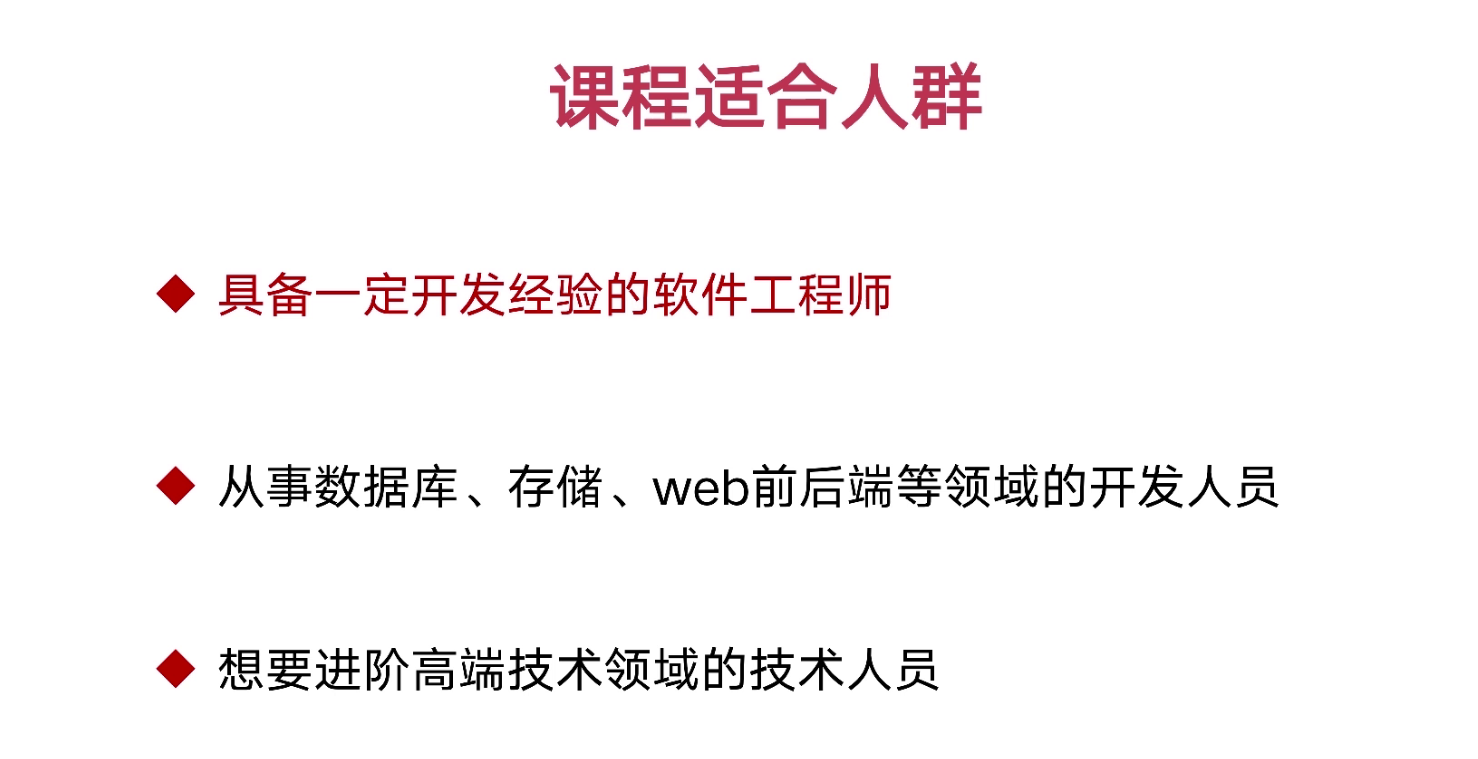 课程适合人群
◆ 具备一定开发经验的软件工程师
◆ 从事数据库、存储、web前后端等领域的开发人员
◆ 想要进阶高端技术领域的技术人员